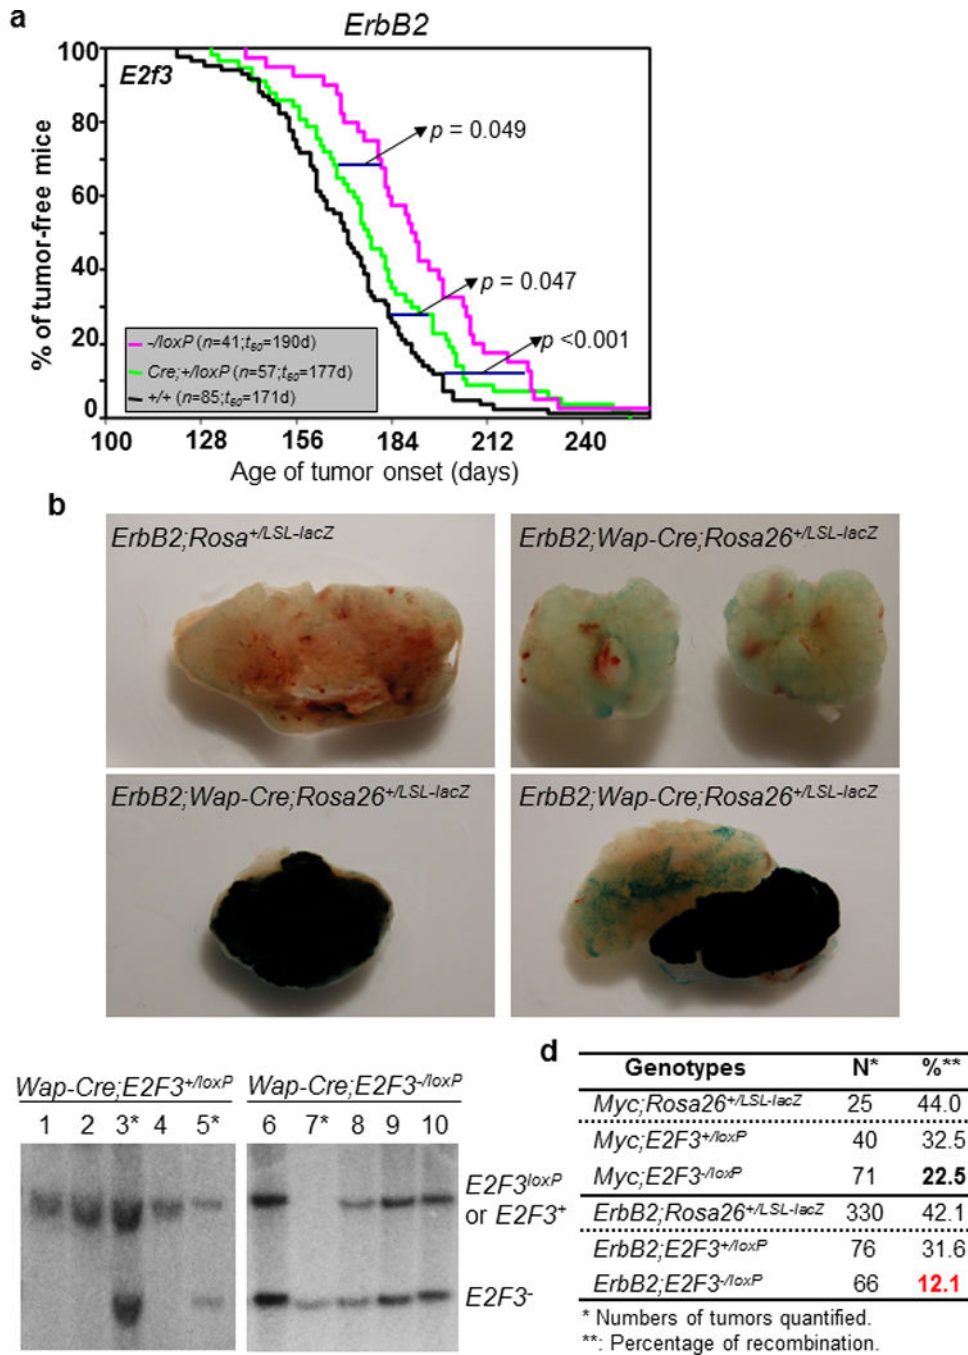 a
ErbB2
% of tumor-free mice
100
80
60
40
20
0
E2f3
p = 0.049
p = 0.047
p <0.001
-/loxP (n=41;t50=190d)
Cre;+/loxP (n=57;t50=177d)
+/+ (n=85;t50=171d)
100 128 156 184 212 240
Age of tumor onset (days)
b
ErbB2;Rosa+/LSL-lacZ
ErbB2;Wap-Cre;Rosa26+/LSL-lacZ
ErbB2;Wap-Cre;Rosa26+/LSL-lacZ
ErbB2;Wap-Cre;Rosa26+/LSL-lacZ
Wap-Cre;E2F3+/loxP
1 2 3* 4 5*
Wap-Cre;E2F3-/loxP
6 7* 8 9 10
E2F3loxP
or E2F3+
E2F3-
d
Genotypes N* %**
Myc;Rosa26+/LSL-lacZ 25 44.0
Myc;E2F3+/loxP 40 32.5
Myc;E2F3-/loxP 71 22.5
ErbB2;Rosa26+/LSL-lacZ 330 42.1
ErbB2;E2F3+/loxP 76 31.6
ErbB2;E2F3-/loxP 66 12.1
* Numbers of tumors quantified.
**: Percentage of recombination.